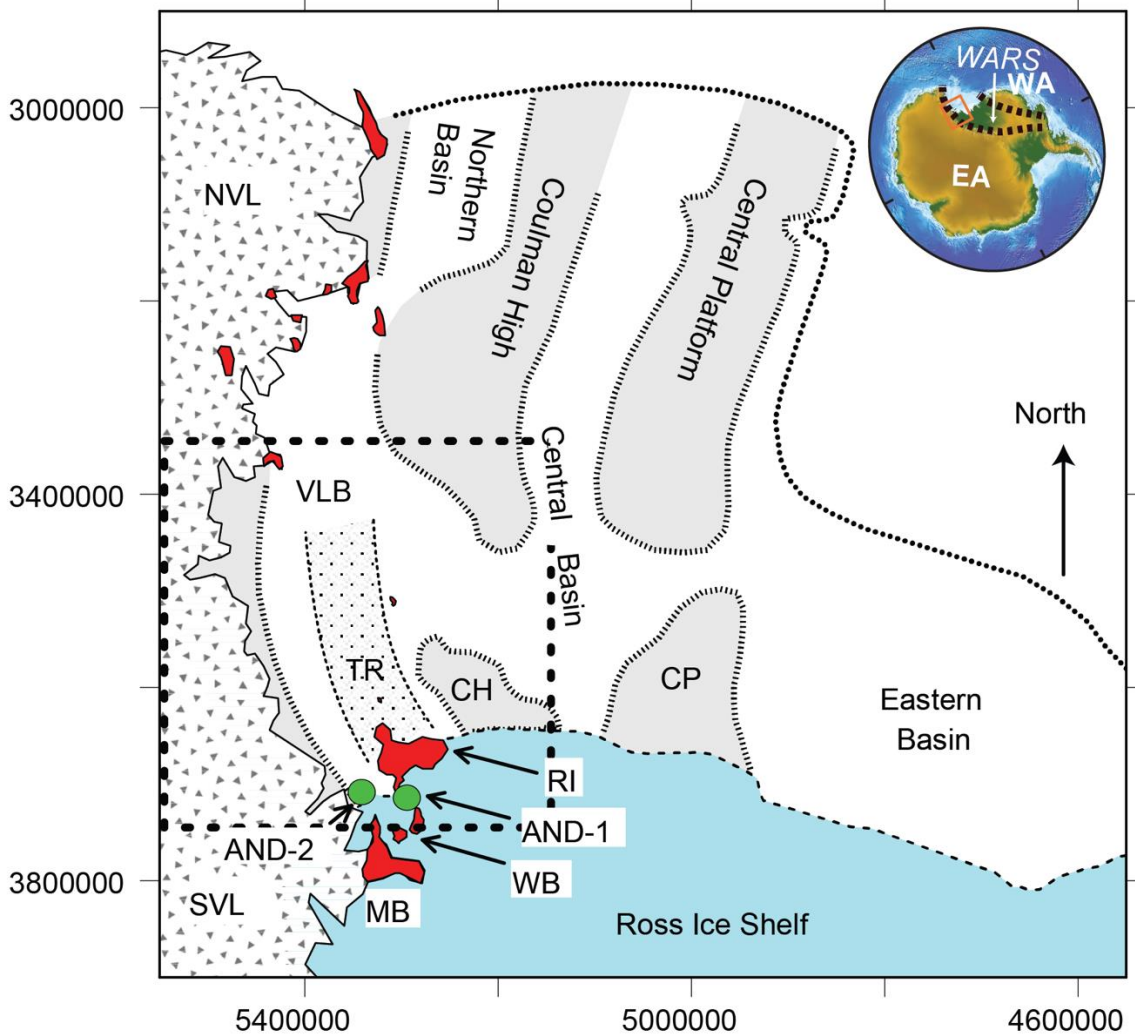 WARS
WA
EA
3000000
NVL
Northern
Basin
Coulman High
Central Platform
North
3400000
VLB
Central
Basin
TR
CH
CP
Eastern
Basin
RI
AND-1
AND-2
WB
3800000
SVL
MB
Ross Ice Shelf
5400000
5000000
4600000